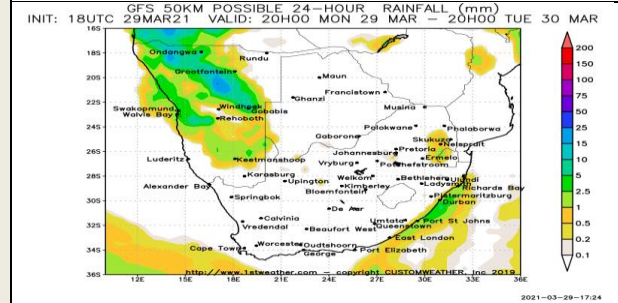 GFS 50KM POSSIBLE 24-HOUR RAINFALL (mm)
INIT: 18UTC 29MAR21 VALID: 20H00 MON 29 MAR - 20H00 TUE 30 MAR
16S
18S
20S
22S
24S
26S
28S
30S
32S
34S
36S
Ondangwa
Rundu
Grootfontein
Maun
Francistown
Ghanzi
Musina
Swakopmund
Windhoek
Gobabis
Walvis Bay
Rehoboth
Polokwane
Phalaborwa
Gaborone
Skukuza
Nelspruit
Johannesburg
Pretoria
Ermelo
Luderitz
Keetmanshoop
Vryburg
Potchefstroom
Karasburg
Upington
Welkom
Bethlehem
Ulundi
Alexander Bay
Kimberley
Ladysmith
Richards Bay
Springbok
Bloemfontein
Pietermaritzburg
Durban
De Aar
Calvinia
Umtata
Port St Johns
Vredendal
Beaufort West
Queenstown
East London
Cape Town
Worcester
Oudtshoorn
George
Port Elizabeth
http://www.1stweather.com - copyright CUSTOMWEATHER, Inc 2019
12E 15E 18E 21E 24E 27E 30E 33E 36E
200
150
100
75
50
25
20
15
10
5
2.5
1
0.5
0.2
0.1
2021-03-29-17:24